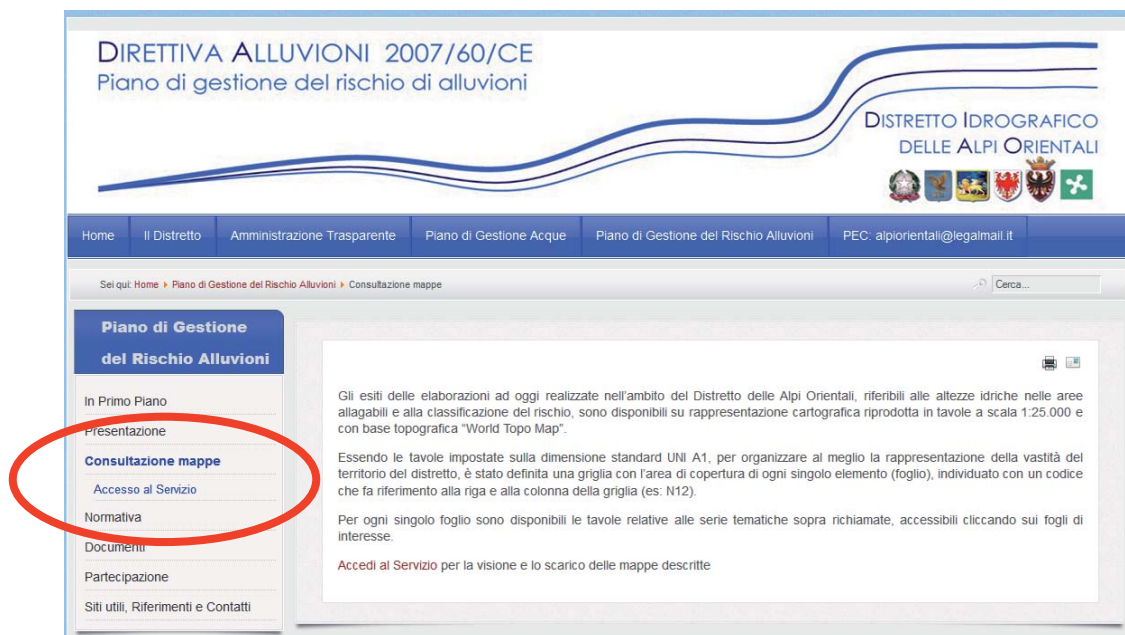 DIRETTIVA ALLUVIONI 2007/60/CE
Piano di gestione del rischio di alluvioni
DISTRETTO IDROGRAFICO
DELLE ALPI ORIENTALI
Home Il Distretto Amministrazione Trasparente Piano di Gestione Acque Piano di Gestione del Rischio Alluvioni PEC: alpiorientali@legalmail.it
Sei qui: Home Piano di Gestione del Rischio Alluvioni Consultazione mappe Cerca...
Piano di Gestione
del Rischio Alluvioni
In Primo Piano
Presentazione
Consultazione mappe
Accesso al Servizio
Normativa
Documenti
Partecipazione
Siti utili, Riferimenti e Contatti
Gli esiti delle elaborazioni ad oggi realizzate nell'ambito del Distretto delle Alpi Orientali, riferibili alle altezze idriche nelle aree
allagabili e alla classificazione del rischio, sono disponibili su rappresentazione cartografica riprodotta in tavole a scala 1:25.000 e
con base topografica “World Topo Map”.
Essendo le tavole impostate sulla dimensione standard UNI A1, per organizzare al meglio la rappresentazione della vastità del
territorio del distretto, è stato definita una griglia con l'area di copertura di ogni singolo elemento (foglio), individuato con un codice
che fa riferimento alla riga e alla colonna della griglia (es: N12).
Per ogni singolo foglio sono disponibili le tavole relative alle serie tematiche sopra richiamate, accessibili cliccando sui fogli di
interesse.
Accedi al Servizio per la visione e lo scarico delle mappe descritte